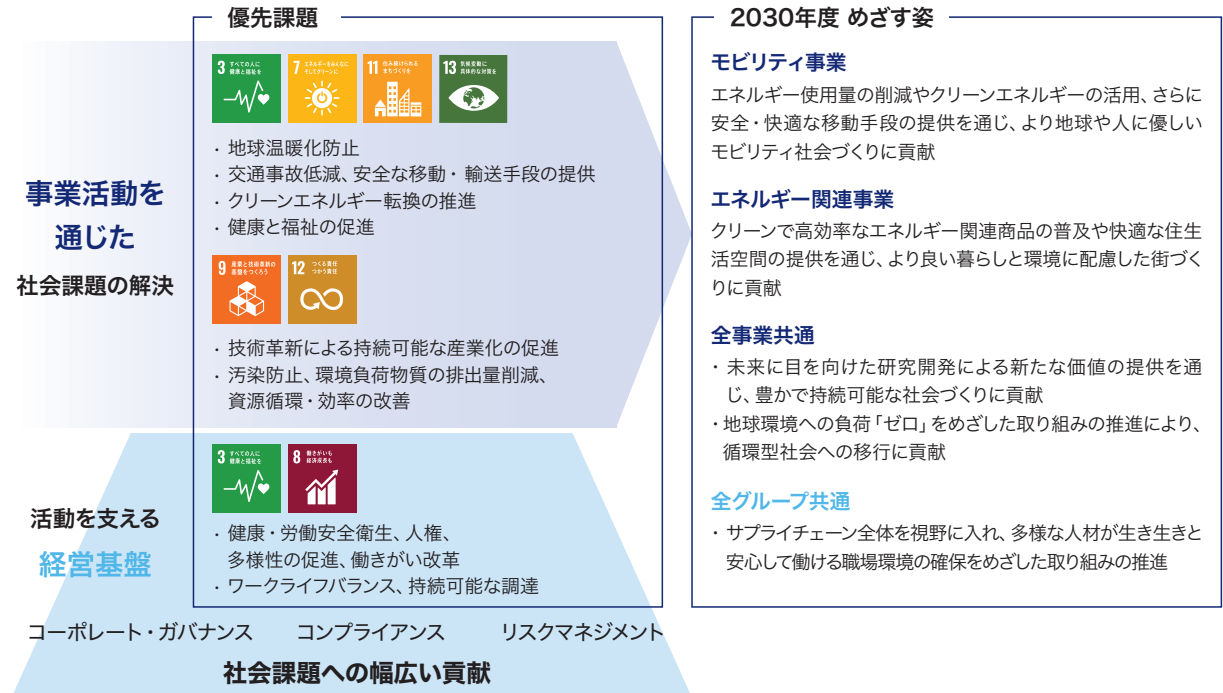 優先課題
事業活動を
通じた
社会課題の解決
3 すべての人に
健康と福祉を
7 エネルギーをみんなに
そしてクリーンに
11 住み続けられる
まちづくりを
13 気候変動に
具体的な対策を
・地球温暖化防止
・交通事故低減、安全な移動・輸送手段の提供
・クリーンエネルギー転換の推進
・健康と福祉の促進
9 産業と技術革新の
基盤をつくろう
12 つくる責任
つかう責任
・技術革新による持続可能な産業化の促進
・汚染防止、環境負荷物質の排出量削減、
資源循環・効率の改善
活動を支える
経営基盤
3 すべての人に
健康と福祉を
8 働きがいも
経済成長も
・健康・労働安全衛生、人権、
多様性の促進、働きがい改革
・ワークライフバランス、持続可能な調達
コーポレート・ガバナンス コンプライアンス リスクマネジメント
社会課題への幅広い貢献
2030年度 めざす姿
モビリティ事業
エネルギー使用量の削減やクリーンエネルギーの活用、さらに
安全・快適な移動手段の提供を通じ、より地球や人に優しい
モビリティ社会づくりに貢献
エネルギー関連事業
クリーンで高効率なエネルギー関連商品の普及や快適な住生
活空間の提供を通じ、より良い暮らしと環境に配慮した街づく
りに貢献
全事業共通
・未来に目を向けた研究開発による新たな価値の提供を通
じ、豊かで持続可能な社会づくりに貢献
・地球環境への負荷「ゼロ」をめざした取り組みの推進により、
循環型社会への移行に貢献
全グループ共通
・サプライチェーン全体を視野に入れ、多様な人材が生き生きと
安心して働ける職場環境の確保をめざした取り組みの推進